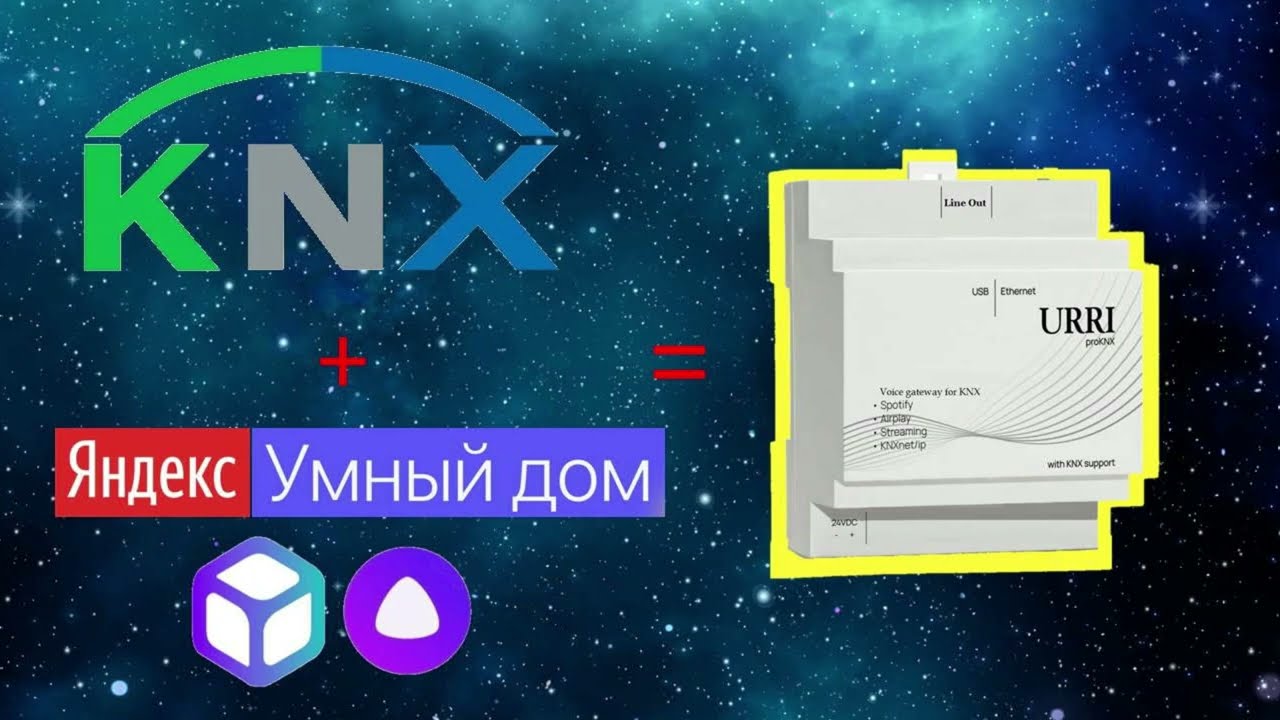 KNX
+
=
Яндекс Умный дом
Line Out
USB Ethernet
URRI
proKNX
Voice gateway for KNX
• Spotify
• Airplay
• Streaming
• KNXnet/ip
with KNX support
24VDC
- +